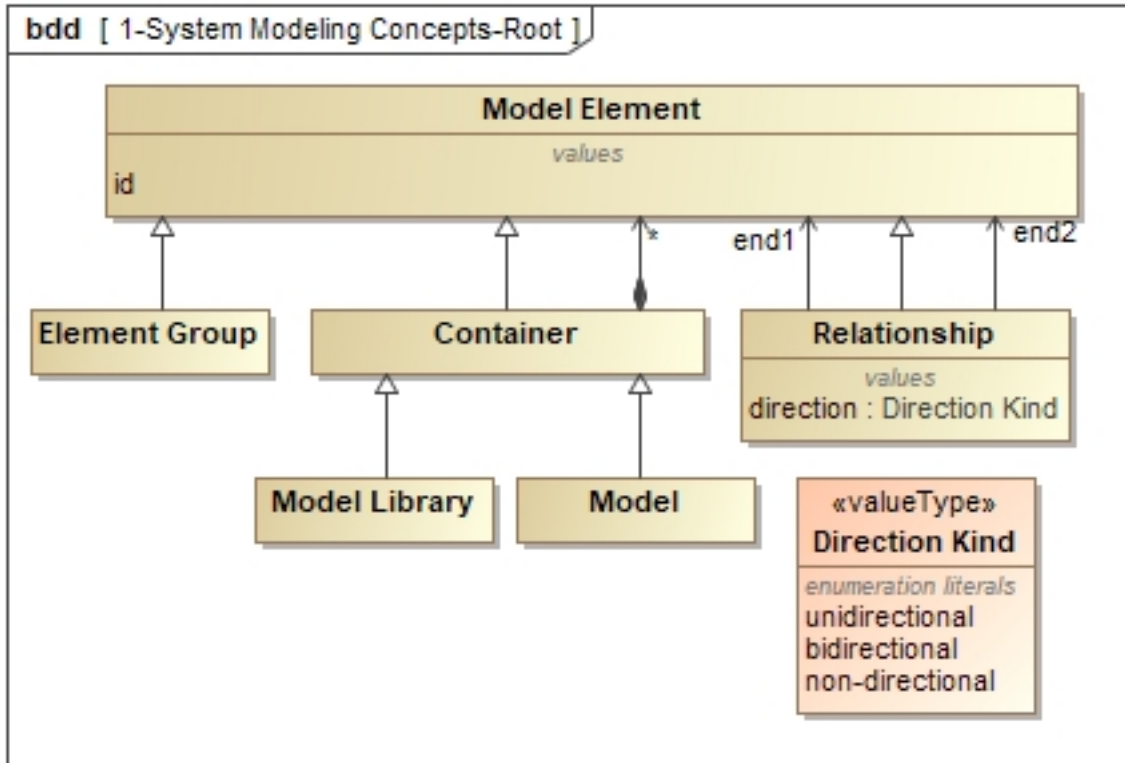 bdd [ 1-System Modeling Concepts-Root ]
Model Element
values
id
*
end1
end2
Element Group
Container
Relationship
values
direction : Direction Kind
Model Library
Model
«valueType»
Direction Kind
enumeration literals
unidirectional
bidirectional
non-directional